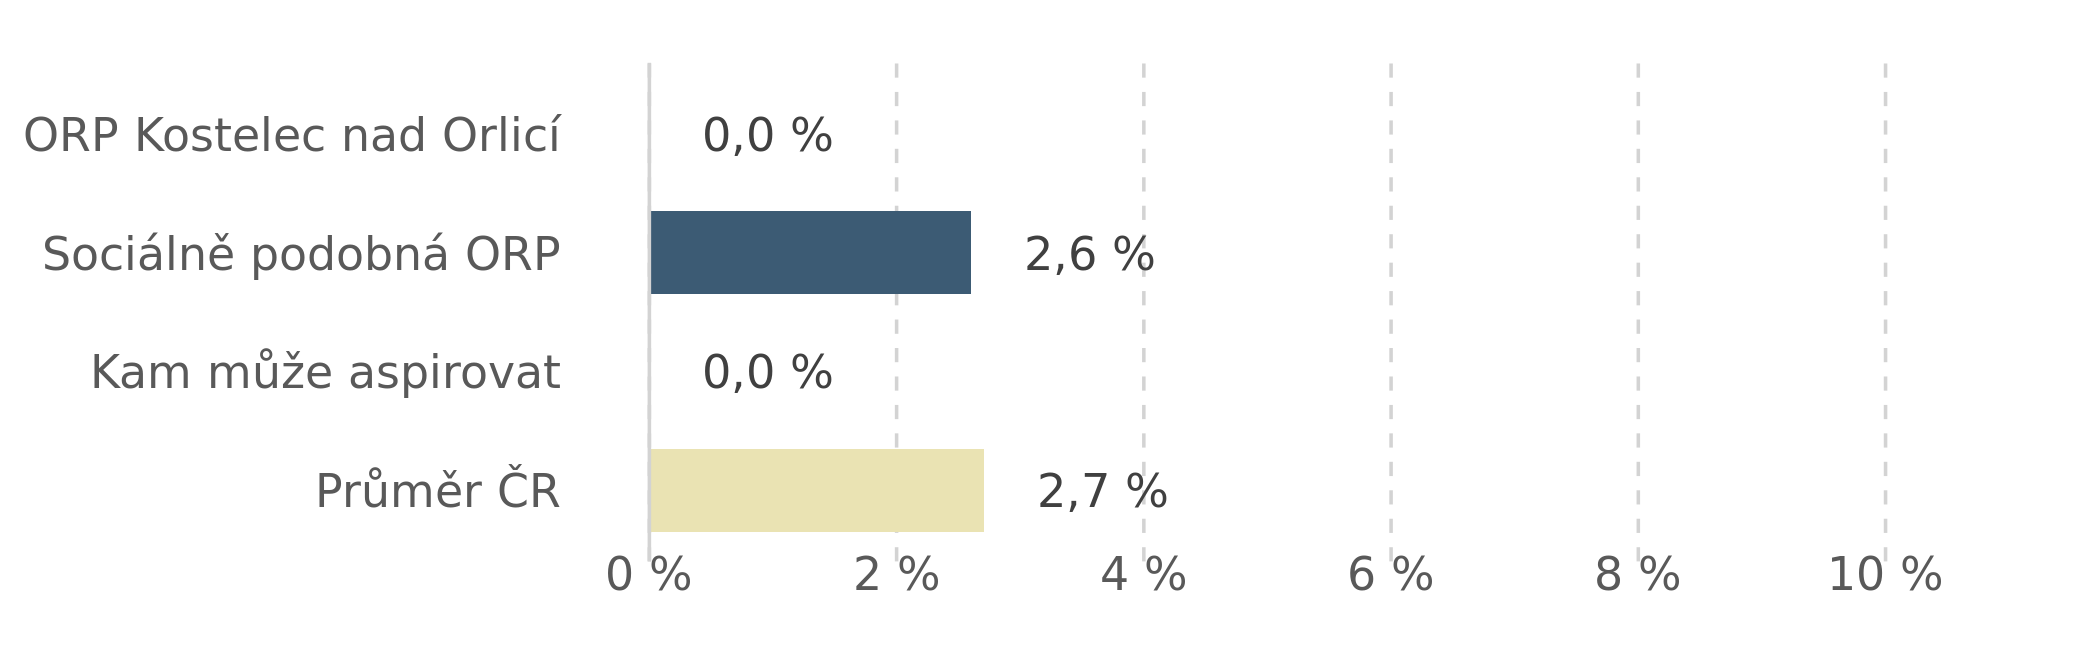 ORP Kostelec nad Orlicí 0,0 %
Sociálně podobná ORP 2,6 %
Kam může aspirovat 0,0 %
Průměr ČR 2,7 %
0 % 2 % 4 % 6 % 8 % 10 %